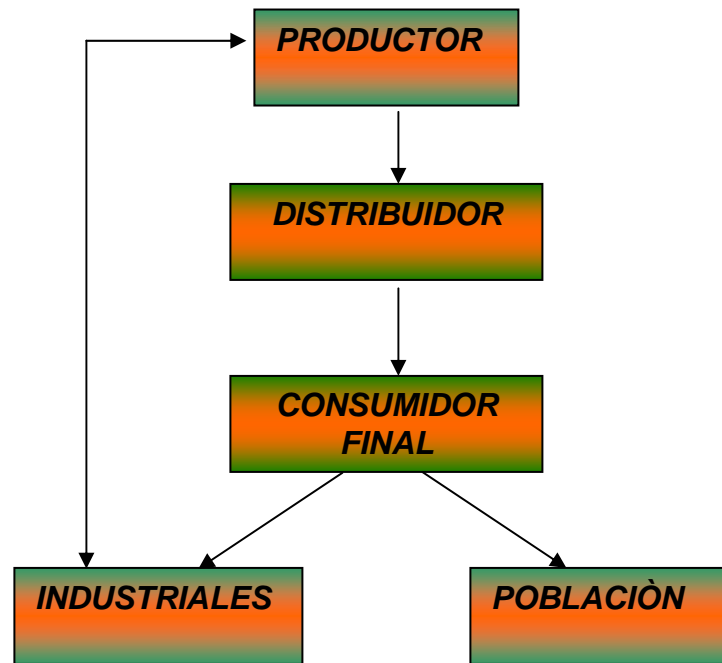 PRODUCTOR
DISTRIBUIDOR
CONSUMIDOR
FINAL
INDUSTRIALES
POBLACIÒN